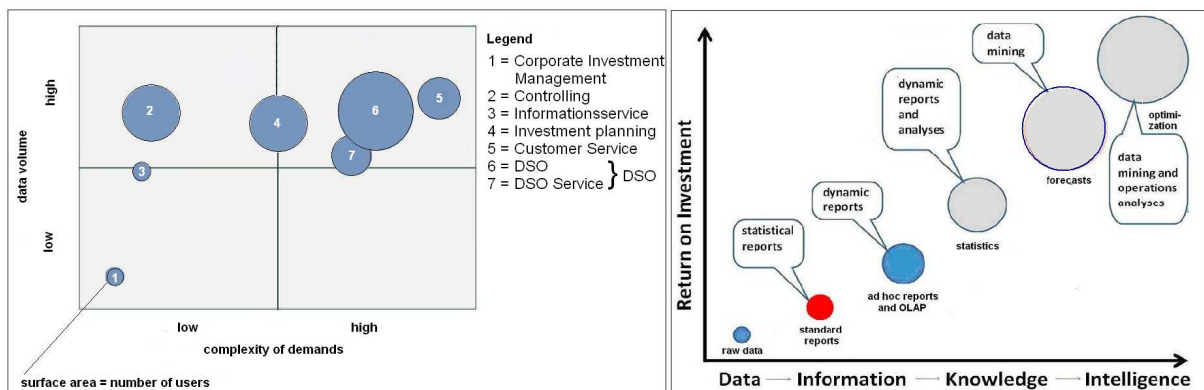 high
low
data volume
2
4
6
5
7
3
1
low
high
complexity of demands
surface area = number of users
Legend
1 = Corporate Investment
Management
2 = Controlling
3 = Informationsservice
4 = Investment planning
5 = Customer Service
6 = DSO
7 = DSO Service
} DSO
Return on Investment
data
mining
dynamic
reports
and
analyses
dynamic
reports
statistical
reports
optimi-
zation
data
mining and
operations
analyses
forecasts
statistics
ad hoc reports
and OLAP
standard
reports
raw data
Data → Information → Knowledge → Intelligence